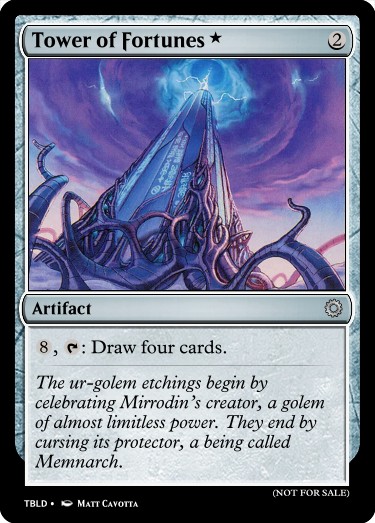 Tower of Fortunes ★ 2
Artifact
8 , T: Draw four cards.
The ur-golem etchings begin by
celebrating Mirrodin's creator, a golem
of almost limitless power. They end by
cursing its protector, a being called
Memnarch.
(NOT FOR SALE)
TBLD • Matt Cavotta